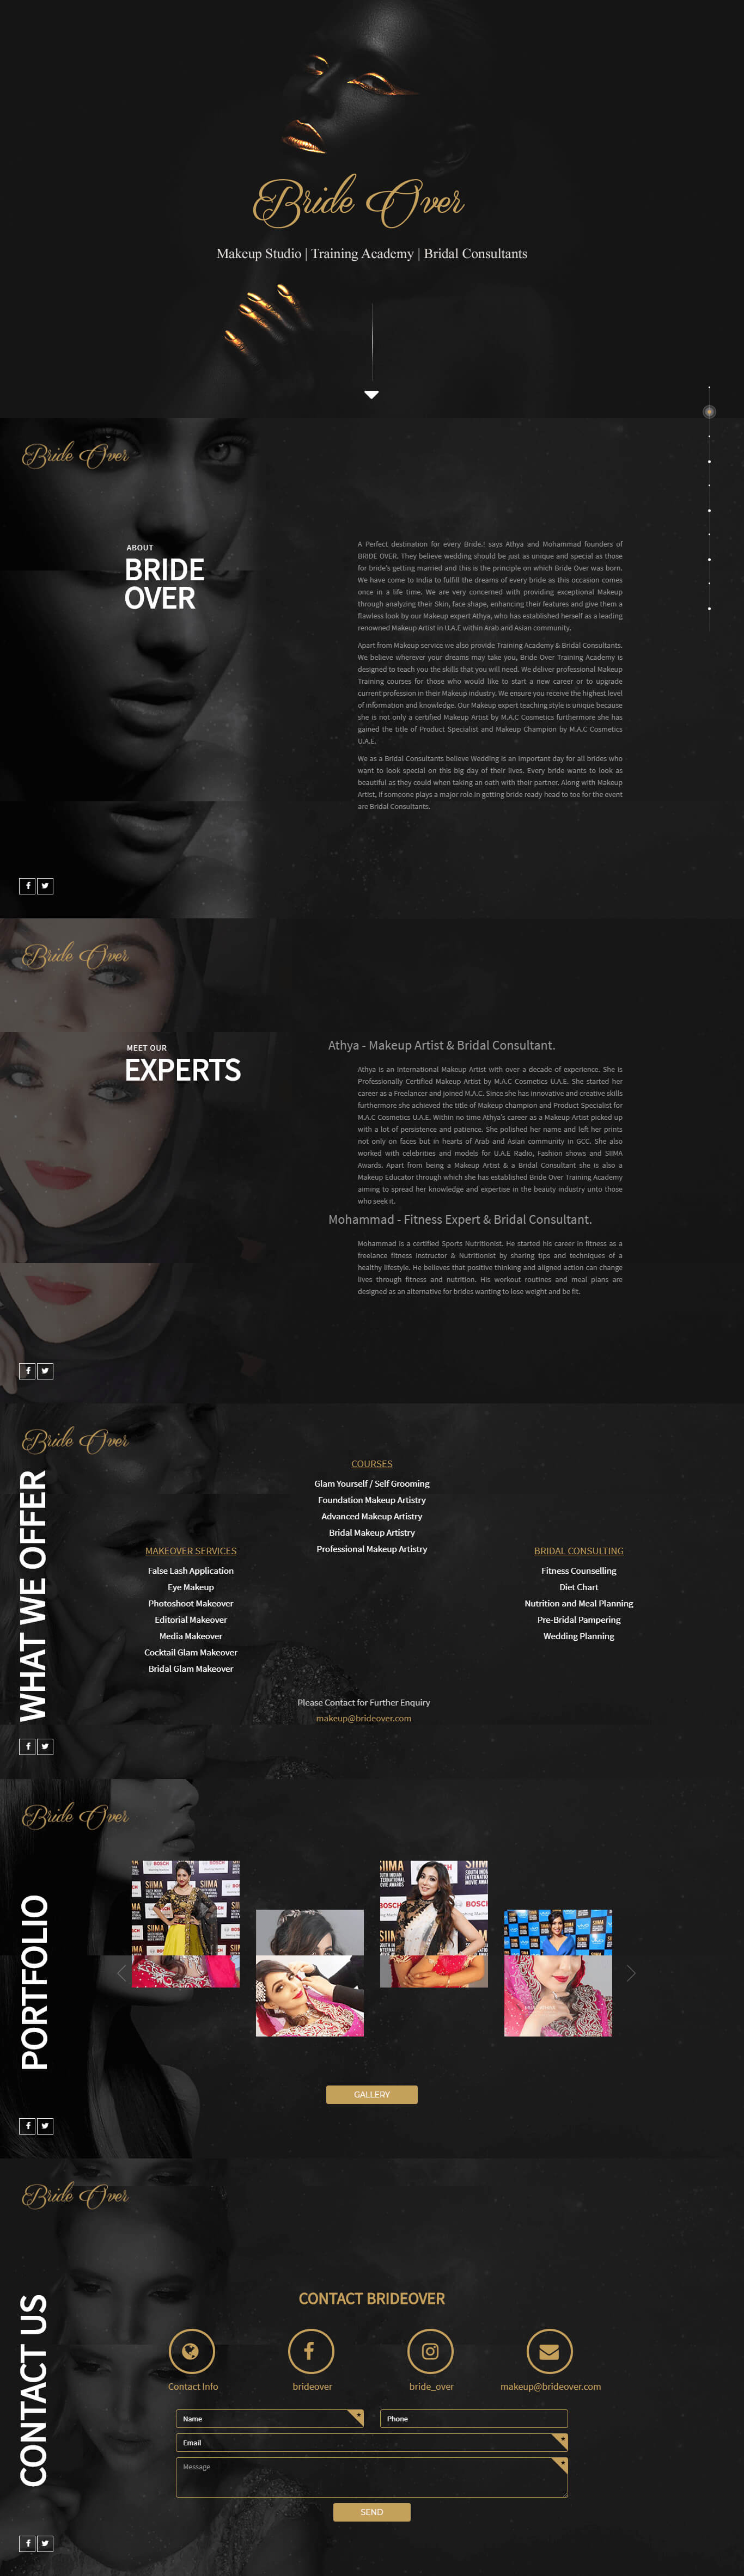 Bride Over
Makeup Studio | Training Academy | Bridal Consultants
Bride Over
ABOUT
BRIDE
OVER
A Perfect destination for every Bride.! says Athya and Mohammad founders of
BRIDE OVER. They believe wedding should be just as unique and special as those
for bride's getting married and this is the principle on which Bride Over was born.
We have come to India to fulfill the dreams of every bride as this occasion comes
once in a life time. We are very concerned with providing exceptional Makeup
through analyzing their Skin, face shape, enhancing their features and give them a
flawless look by our Makeup expert Athya, who has established herself as a leading
renowned Makeup Artist in U.A.E within Arab and Asian community.
Apart from Makeup service we also provide Training Academy & Bridal Consultants.
We believe wherever your dreams may take you, Bride Over Training Academy is
designed to teach you the skills that you will need. We deliver professional Makeup
Training courses for those who would like to start a new career or to upgrade
current profession in their Makeup industry. We ensure you receive the highest level
of information and knowledge. Our Makeup expert teaching style is unique because
she is not only a certified Makeup Artist by M.A.C Cosmetics furthermore she has
gained the title of Product Specialist and Makeup Champion by M.A.C Cosmetics
U.A.E.
We as a Bridal Consultants believe Wedding is an important day for all brides who
want to look special on this big day of their lives. Every bride wants to look as
beautiful as they could when taking an oath with their partner. Along with Makeup
Artist, if someone plays a major role in getting bride ready head to toe for the event
are Bridal Consultants.
Bride Over
MEET OUR
EXPERTS
Athya - Makeup Artist & Bridal Consultant.
Athya is an International Makeup Artist with over a decade of experience. She is
Professionally Certified Makeup Artist by M.A.C Cosmetics U.A.E. She started her
career as a Freelancer and joined M.A.C. Since she has innovative and creative skills
furthermore she achieved the title of Makeup champion and Product Specialist for
M.A.C Cosmetics U.A.E. Within no time Athya's career as a Makeup Artist picked up
with a lot of persistence and patience. She polished her name and left her prints
not only on faces but in hearts of Arab and Asian community in GCC. She also
worked with celebrities and models for U.A.E Radio, Fashion shows and SIIMA
Awards. Apart from being a Makeup Artist & a Bridal Consultant she is also a
Makeup Educator through which she has established Bride Over Training Academy
aiming to spread her knowledge and expertise in the beauty industry unto those
who seek it.
Mohammad - Fitness Expert & Bridal Consultant.
Mohammad is a certified Sports Nutritionist. He started his career in fitness as a
freelance fitness instructor & Nutritionist by sharing tips and techniques of a
healthy lifestyle. He believes that positive thinking and aligned action can change
lives through fitness and nutrition. His workout routines and meal plans are
designed as an alternative for brides wanting to lose weight and be fit.
Bride Over
WHAT WE OFFER
COURSES
Glam Yourself / Self Grooming
Foundation Makeup Artistry
Advanced Makeup Artistry
Bridal Makeup Artistry
Professional Makeup Artistry
MAKEOVER SERVICES
False Lash Application
Eye Makeup
Photoshoot Makeover
Editorial Makeover
Media Makeover
Cocktail Glam Makeover
Bridal Glam Makeover
BRIDAL CONSULTING
Fitness Counselling
Diet Chart
Nutrition and Meal Planning
Pre-Bridal Pampering
Wedding Planning
Please Contact for Further Enquiry
makeup@brideover.com
Bride Over
PORTFOLIO
BOSCH
SIIMA
SIIMA
SOUTH INDIAN
INTERNATIONAL
MOVIE AWARDS
BOSCH
GALLERY
Bride Over
CONTACT US
CONTACT BRIDEOVER
Contact Info
brideover
bride_over
makeup@brideover.com
Name
Phone
Email
Message
SEND